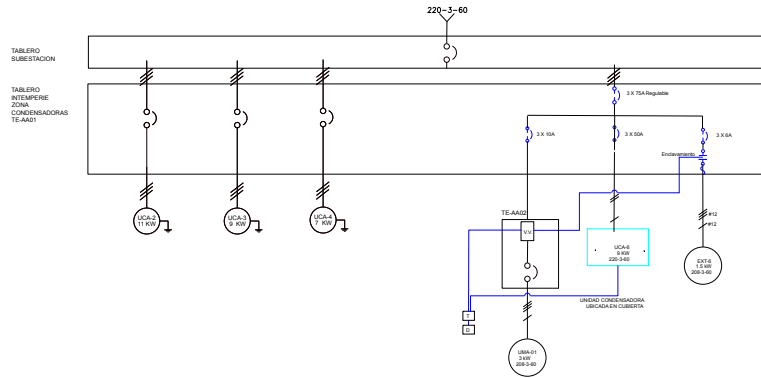 220-3-60
TABLERO
SUBESTACION
TABLERO
INTEMPERIE
ZONA
CONDENSADORAS
TE-AA01
3 X 75A Regulable
3 X 10A
3 X 50A
3 X 6A
Enclavamiento
UCA-2
11 KW
UCA-3
9 KW
UCA-4
7 KW
TE-AA02
V.V.
#12
#12
UCA-6
9 KW
220-3-60
EXT-6
1.5 kW
208-3-60
UNIDAD CONDENSADORA
UBICADA EN CUBIERTA
T
D
UMA-01
3 kW
208-3-60